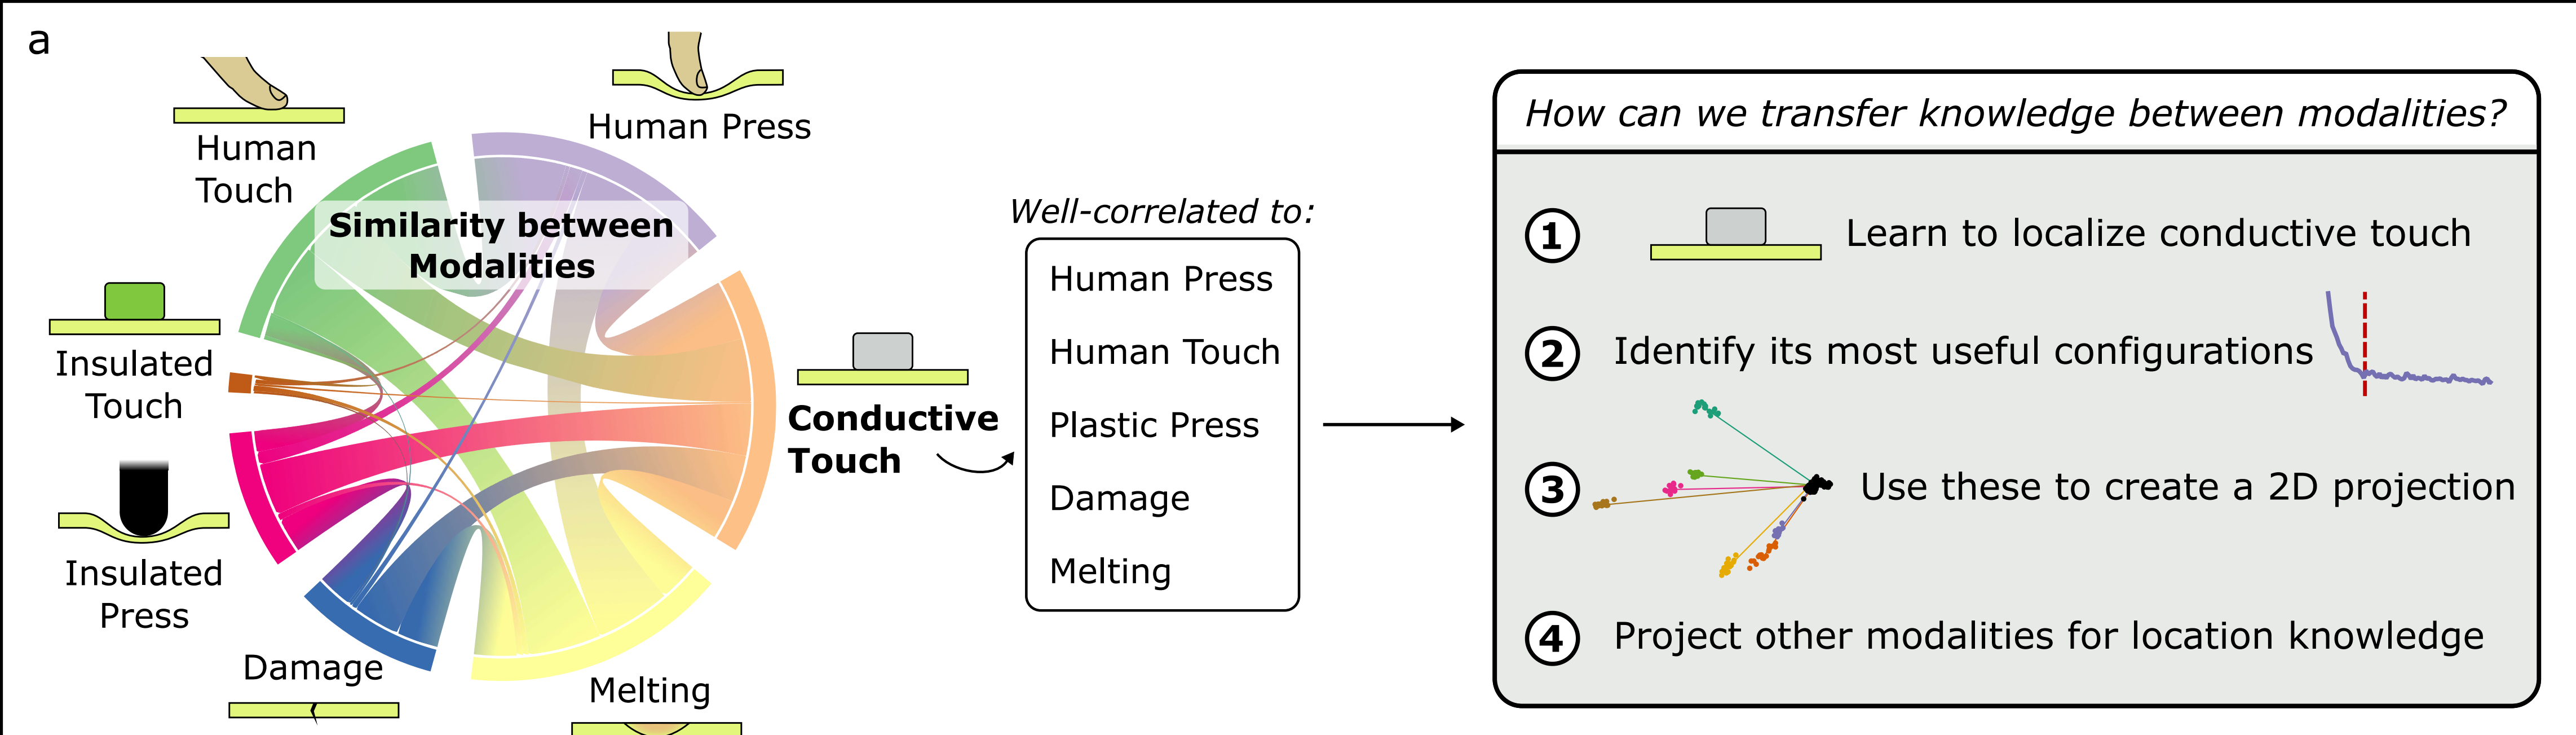 a
Human Press
Human
Touch
Similarity between
Modalities
Insulated
Touch
Insulated
Press
Damage
Melting
Conductive
Touch
Well-correlated to:
Human Press
Human Touch
Plastic Press
Damage
Melting
How can we transfer knowledge between modalities?
1 Learn to localize conductive touch
2 Identify its most useful configurations
3 Use these to create a 2D projection
4 Project other modalities for location knowledge